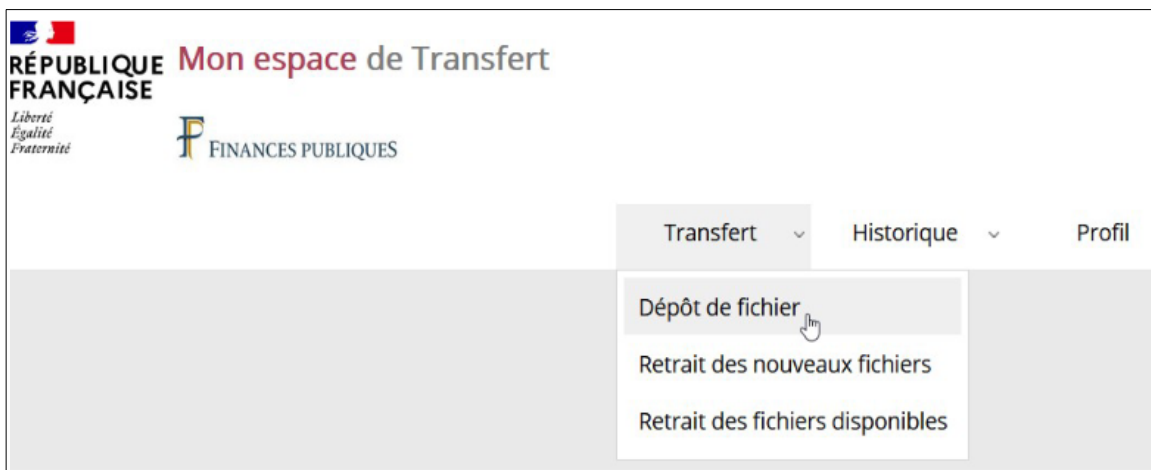 RÉPUBLIQUE
FRANÇAISE
Liberté
Égalité
Fraternité
Mon espace de Transfert
FINANCES PUBLIQUES
Transfert
Historique
Profil
Dépôt de fichier
Retrait des nouveaux fichiers
Retrait des fichiers disponibles